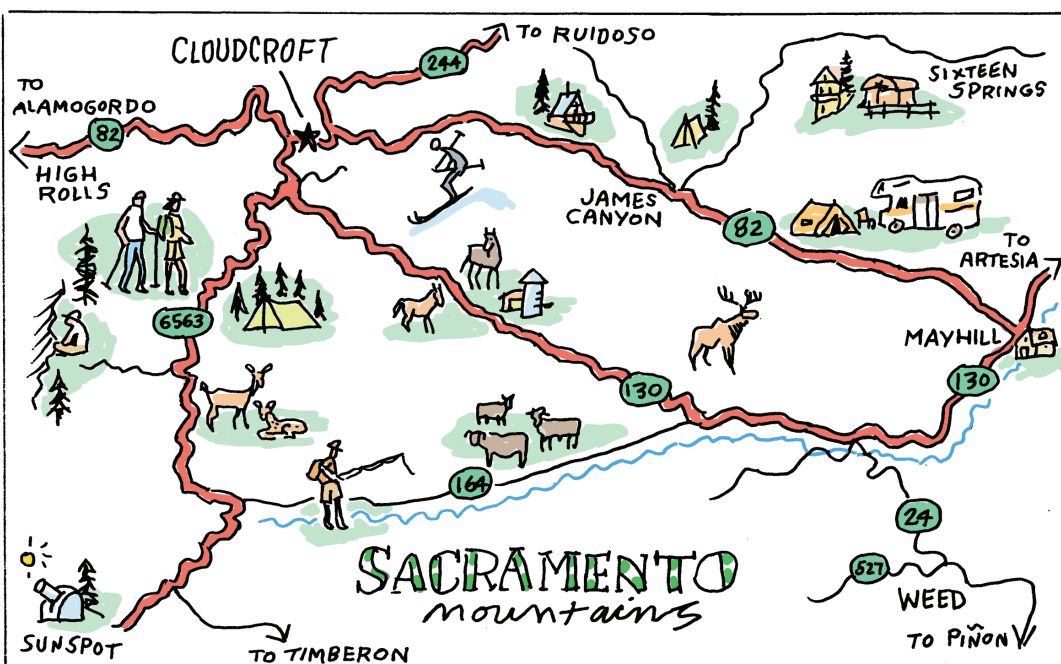 CLOUDCROFT
TO RUIDOSO
244
TO
ALAMOGORDO
82
HIGH
ROLLS
SIXTEEN
SPRINGS
JAMES
CANYON
82
TO
ARTESIA
6563
MAYHILL
130
130
164
24
527
WEED
TO PIÑON
SACRAMENTO
mountains
SUNSPOT
TO TIMBERON